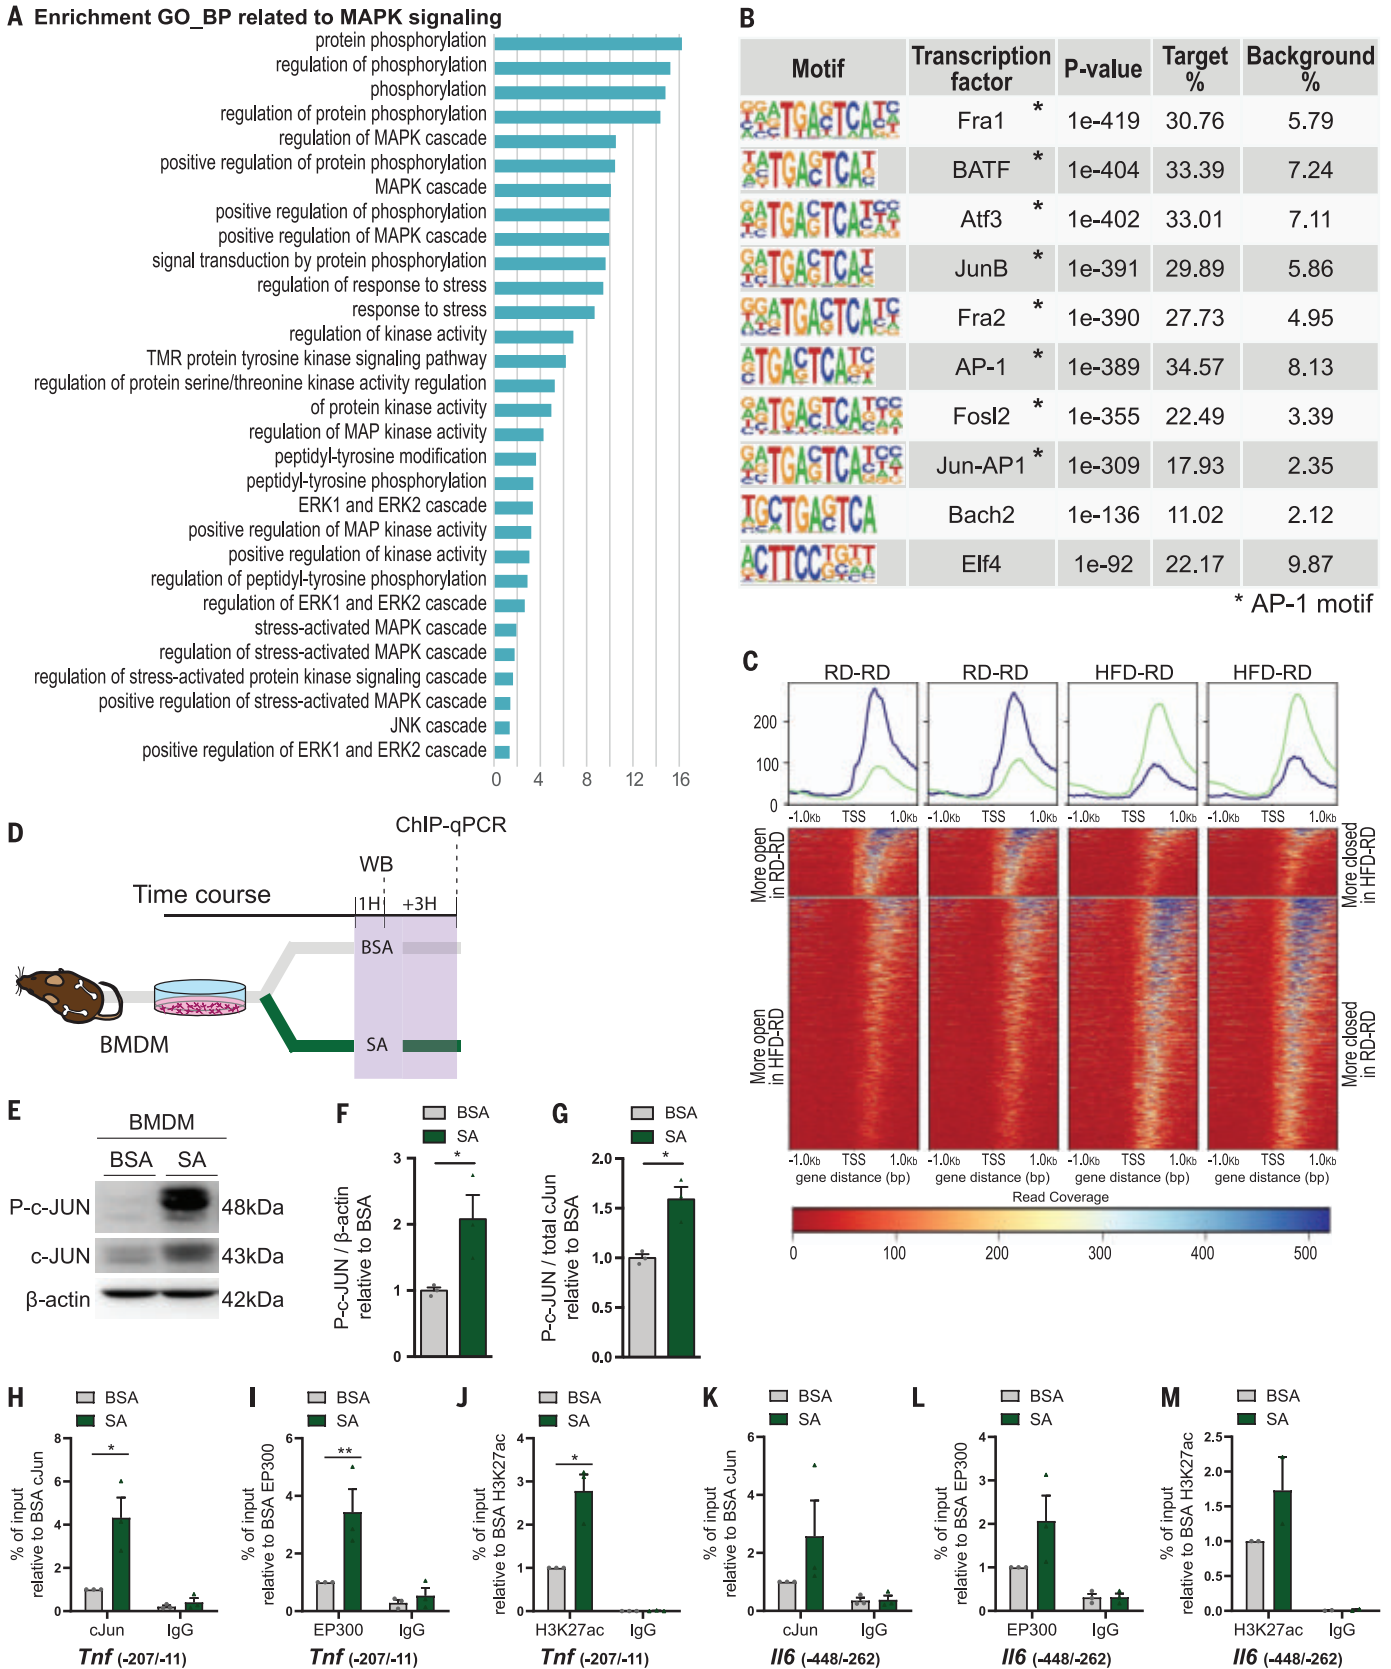 A Enrichment GO_BP related to MAPK signaling
protein phosphorylation
regulation of phosphorylation
phosphorylation
regulation of protein phosphorylation
regulation of MAPK cascade
positive regulation of protein phosphorylation
MAPK cascade
positive regulation of phosphorylation
positive regulation of MAPK cascade
signal transduction by protein phosphorylation
regulation of response to stress
response to stress
regulation of kinase activity
TMR protein tyrosine kinase signaling pathway
regulation of protein serine/threonine kinase activity regulation
of protein kinase activity
regulation of MAP kinase activity
peptidyl-tyrosine modification
peptidyl-tyrosine phosphorylation
ERK1 and ERK2 cascade
positive regulation of MAP kinase activity
positive regulation of kinase activity
regulation of peptidyl-tyrosine phosphorylation
regulation of ERK1 and ERK2 cascade
stress-activated MAPK cascade
regulation of stress-activated MAPK cascade
regulation of stress-activated protein kinase signaling cascade
positive regulation of stress-activated MAPK cascade
JNK cascade
positive regulation of ERK1 and ERK2 cascade
0 4 8 12 16
B
Motif Transcription factor P-value Target % Background %
Fra1 * 1e-419 30.76 5.79
BATF * 1e-404 33.39 7.24
Atf3 * 1e-402 33.01 7.11
JunB * 1e-391 29.89 5.86
Fra2 * 1e-390 27.73 4.95
AP-1 * 1e-389 34.57 8.13
Fosl2 * 1e-355 22.49 3.39
Jun-AP1 * 1e-309 17.93 2.35
Bach2 1e-136 11.02 2.12
Elf4 1e-92 22.17 9.87
* AP-1 motif
C
RD-RD RD-RD HFD-RD HFD-RD
200
100
0
-1.0Kb TSS 1.0Kb -1.0Kb TSS 1.0Kb -1.0Kb TSS 1.0Kb -1.0Kb TSS 1.0Kb
More open
in RD-RD
More closed
in HFD-RD
More open
in HFD-RD
More closed
in RD-RD
-1.0Kb TSS 1.0Kb -1.0Kb TSS 1.0Kb -1.0Kb TSS 1.0Kb -1.0Kb TSS 1.0Kb
gene distance (bp) gene distance (bp) gene distance (bp) gene distance (bp)
Read Coverage
0 100 200 300 400 500
D
ChIP-qPCR
WB
Time course
1H +3H
BSA
SA
BMDM
E
BMDM
BSA SA
P-c-JUN 48kDa
c-JUN 43kDa
β-actin 42kDa
F
BSA
SA
P-c-JUN / β-actin
relative to BSA
3
2
1
0
*
G
BSA
SA
P-c-JUN / total cJun
relative to BSA
2.0
1.5
1.0
0.5
0.0
*
H
BSA
SA
% of input
relative to BSA cJun
8
6
4
2
0
*
cJun IgG
Tnf (-207/-11)
I
BSA
SA
% of input
relative to BSA EP300
6
4
2
0
**
EP300 IgG
Tnf (-207/-11)
J
BSA
SA
% of input
relative to BSA H3K27ac
4
3
2
1
0
*
H3K27ac IgG
Tnf (-207/-11)
K
BSA
SA
% of input
relative to BSA cJun
6
4
2
0
cJun IgG
Il6 (-448/-262)
L
BSA
SA
% of input
relative to BSA EP300
4
3
2
1
0
EP300 IgG
Il6 (-448/-262)
M
BSA
SA
% of input
relative to BSA H3K27ac
2.5
2.0
1.5
1.0
0.5
0.0
H3K27ac IgG
Il6 (-448/-262)